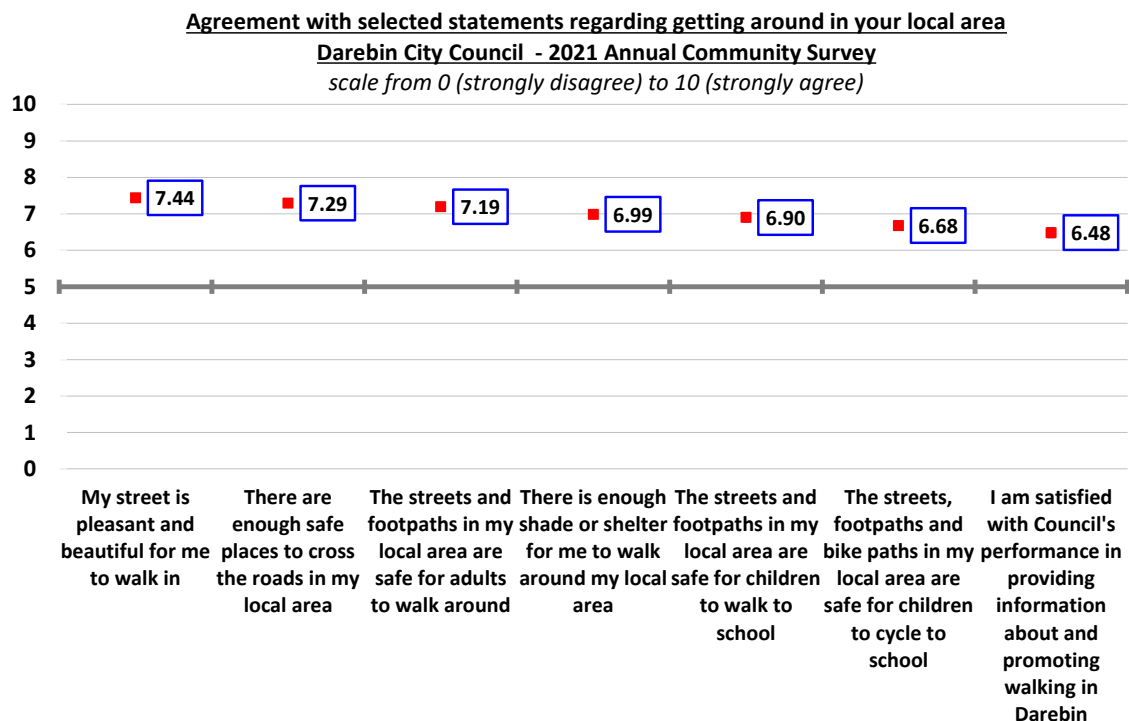 Agreement with selected statements regarding getting around in your local area
Darebin City Council  - 2021 Annual Community Survey
scale from 0 (strongly disagree) to 10 (strongly agree)
10
9
8
7
6
5
4
3
2
1
0
7.44
7.29
7.19
6.99
6.90
6.68
6.48
My street is
pleasant and
beautiful for me
to walk in
There are
enough safe
places to cross
the roads in my
local area
The streets and
footpaths in my
local area are
safe for adults
to walk around
There is enough
shade or shelter
for me to walk
around my local
area
The streets and
footpaths in my
local area are
safe for children
to walk to
school
The streets,
footpaths and
bike paths in my
local area are
safe for children
to cycle to
school
I am satisfied
with Council's
performance in
providing
information
about and
promoting
walking in
Darebin